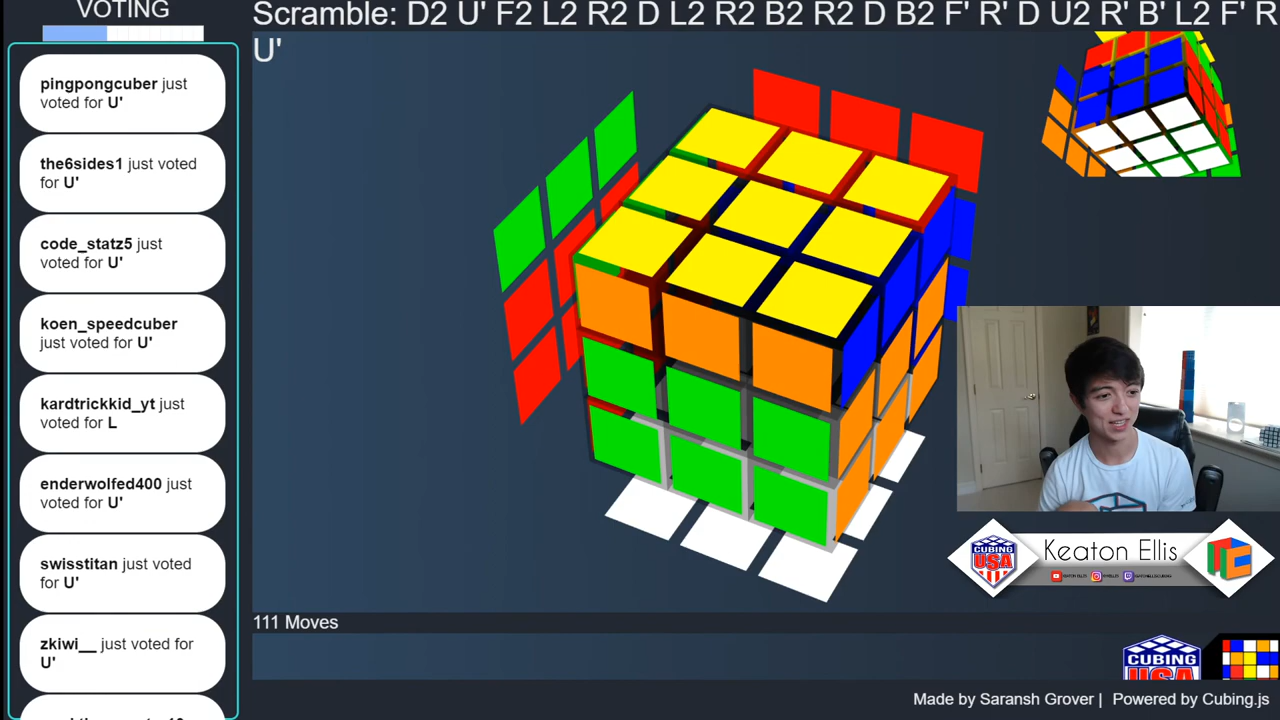 VOTING
Scramble: D2 U' F2 L2 R2 D L2 R2 B2 R2 D B2 F' R' D U2 R' B' L2 F' R
U'
pingpongcuber just
voted for U'
the6sides1 just voted
for U'
code_statz5 just
voted for U'
koen_speedcuber
just voted for U'
kardtrickkid_yt just
voted for L
enderwolfed400 just
voted for U'
swisstitan just voted
for U'
zkiwi__ just voted for
U'
CUBING
USA
Keaton Ellis
111 Moves
CUBING
USA
Made by Saransh Grover | Powered by Cubing.js